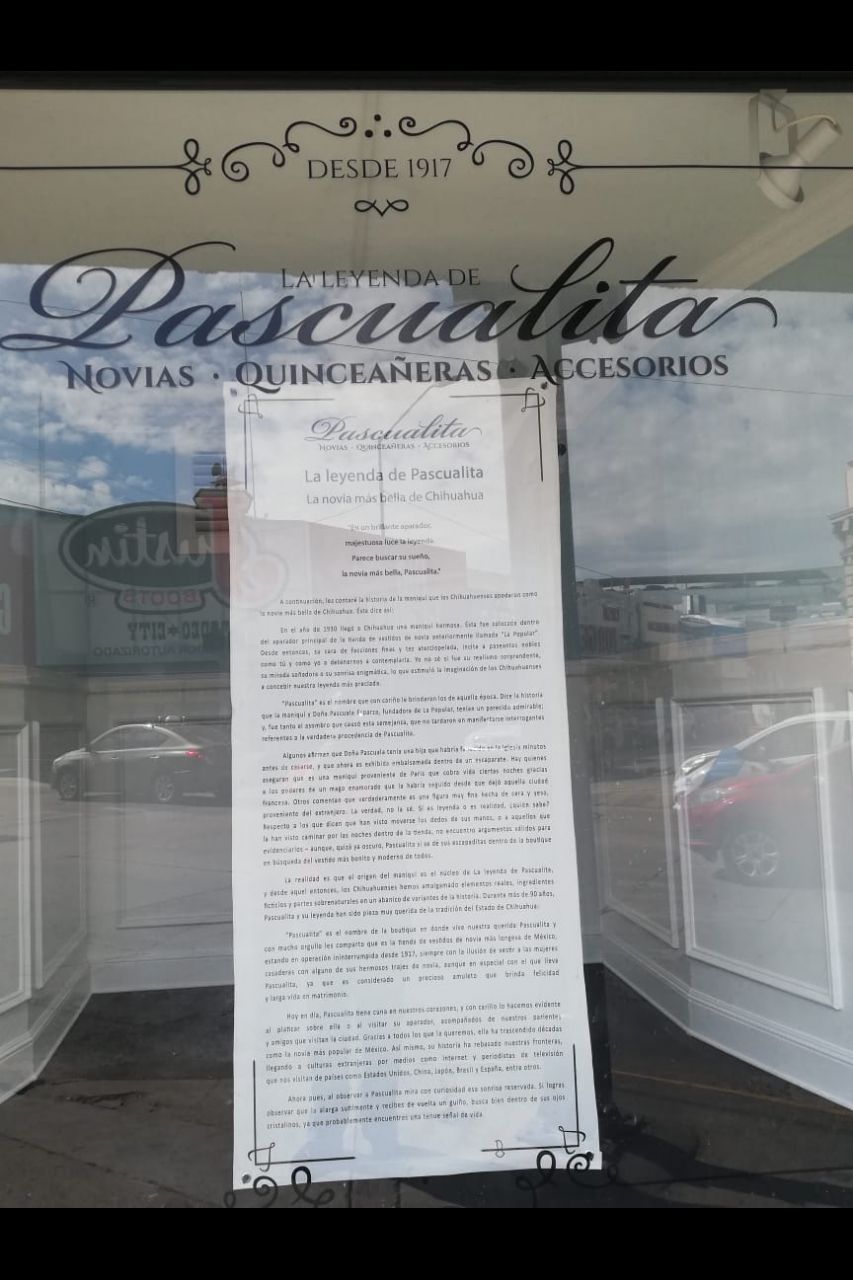 DESDE 1917
LA LEYENDA DE
Pascualita
NOVIAS · QUINCEAÑERAS · ACCESORIOS
Pascualita
NOVIAS · QUINCEAÑERAS · ACCESORIOS
La leyenda de Pascualita
La novia más bella de Chihuahua
"Es un brillante aparador,
majestuosa luce la leyenda.
Parece buscar su sueño,
la novia más bella, Pascualita."
A continuación, les contaré la historia de la maniquí que los Chihuahuenses apodaron como
la novia más bella de Chihuahua. Ésta dice así:
En el año de 1930 llegó a Chihuahua una maniquí hermosa. Ésta fue colocada dentro
del aparador principal de la tienda de vestidos de novia anteriormente llamada "La Popular".
Desde entonces, su cara de facciones finas y tez aterciopelada, incita a paseantes nobles
como tú y como yo a detenernos a contemplarla. Yo no sé si fue su realismo sorprendente,
su mirada soñadora o su sonrisa enigmática, lo que estimuló la imaginación de los Chihuahuenses
a concebir nuestra leyenda más preciada.
"Pascualita" es el nombre que con cariño le brindaron los de aquella época. Dice la historia
que la maniquí y Doña Pascuala Esparza, fundadora de La Popular, tenían un parecido admirable;
y, fue tanto el asombro que causó esta semejanza, que no tardaron en manifestarse interrogantes
referentes a la verdadera procedencia de Pascualita.
Algunos afirman que Doña Pascuala tenía una hija que habría fallecido en la iglesia minutos
antes de casarse, y que ahora es exhibida embalsamada dentro de un escaparate. Hay quienes
aseguran que es una maniquí proveniente de París que cobra vida ciertas noches gracias
a los poderes de un mago enamorado que la habría seguido desde que dejó aquella ciudad
francesa. Otros comentan que verdaderamente es una figura muy fina hecha de cera y yeso,
proveniente del extranjero. La verdad, no la sé. Si es leyenda o es realidad, ¿quién sabe?
Respecto a los que dicen que han visto moverse los dedos de sus manos, o a aquellos que
la han visto caminar por las noches dentro de la tienda, no encuentro argumentos válidos para
evidenciarlos – aunque, quizá ya oscuro, Pascualita si se da sus escapaditas dentro de la boutique
en búsqueda del vestido más bonito y moderno de todos.
La realidad es que el origen del maniquí es el núcleo de La leyenda de Pascualita,
y desde aquel entonces, los Chihuahuenses hemos amalgamado elementos reales, ingredientes
ficticios y partes sobrenaturales en un abanico de variantes de la historia. Durante más de 90 años,
Pascualita y su leyenda han sido pieza muy querida de la tradición del Estado de Chihuahua.
"Pascualita" es el nombre de la boutique en donde vive nuestra querida Pascualita y
con mucho orgullo les comparto que es la tienda de vestidos de novia más longeva de México,
estando en operación ininterrumpida desde 1917, siempre con la ilusión de vestir a las mujeres
casaderas con alguno de sus hermosos trajes de novia, aunque en especial con el que lleva
Pascualita, ya que es considerado un precioso amuleto que brinda felicidad
y larga vida en matrimonio.
Hoy en día, Pascualita tiene cuna en nuestros corazones, y con cariño lo hacemos evidente
al platicar sobre ella o al visitar su aparador, acompañados de nuestros parientes
y amigos que visitan la ciudad. Gracias a todos los que la queremos, ella ha trascendido décadas
como la novia más popular de México. Así mismo, su historia ha rebasado nuestras fronteras,
llegando a culturas extranjeras por medios como internet y periodistas de televisión
que nos visitan de países como Estados Unidos, China, Japón, Brasil y España, entre otros.
Ahora pues, al observar a Pascualita mira con curiosidad esa sonrisa reservada. Si logras
observar que la alarga sutilmente y recibes de vuelta un guiño, busca bien dentro de sus ojos
cristalinos, ya que probablemente encuentres una tenue señal de vida.
Justin
BOOTS
RODEO CITY
AUTORIZADO